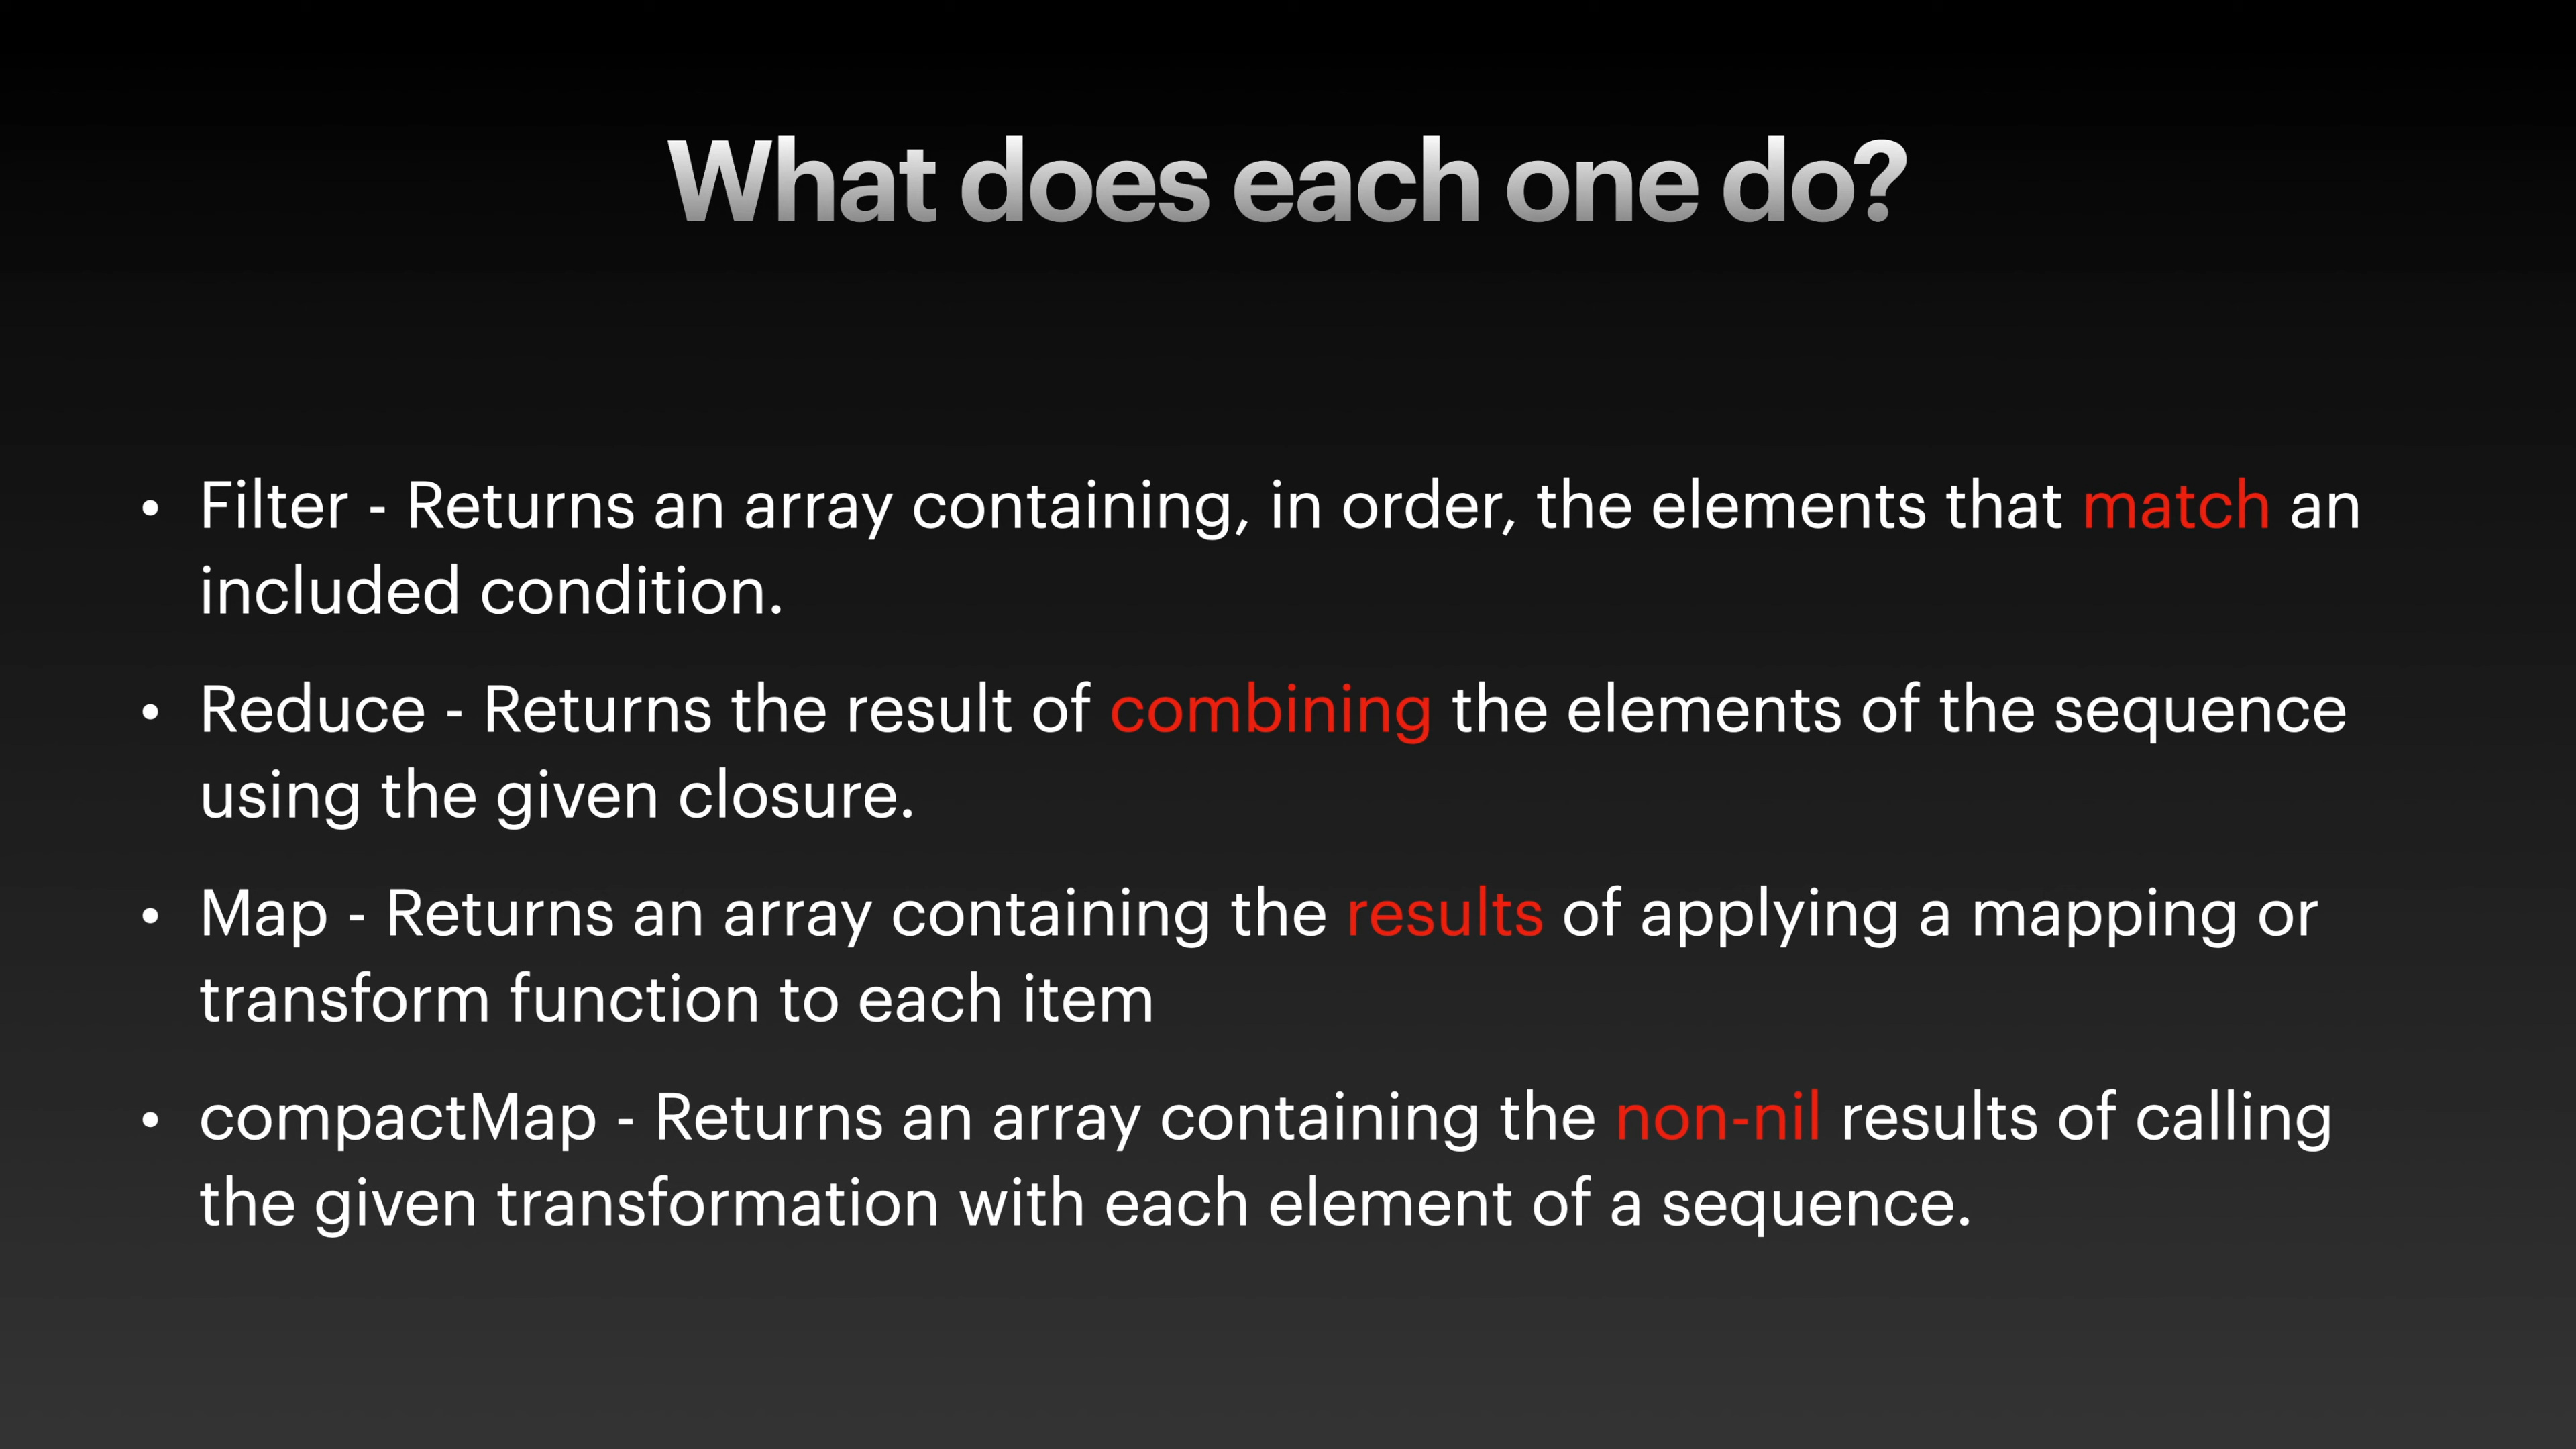 What does each one do?
• Filter - Returns an array containing, in order, the elements that match an
included condition.
• Reduce - Returns the result of combining the elements of the sequence
using the given closure.
• Map - Returns an array containing the results of applying a mapping or
transform function to each item
• compactMap - Returns an array containing the non-nil results of calling
the given transformation with each element of a sequence.